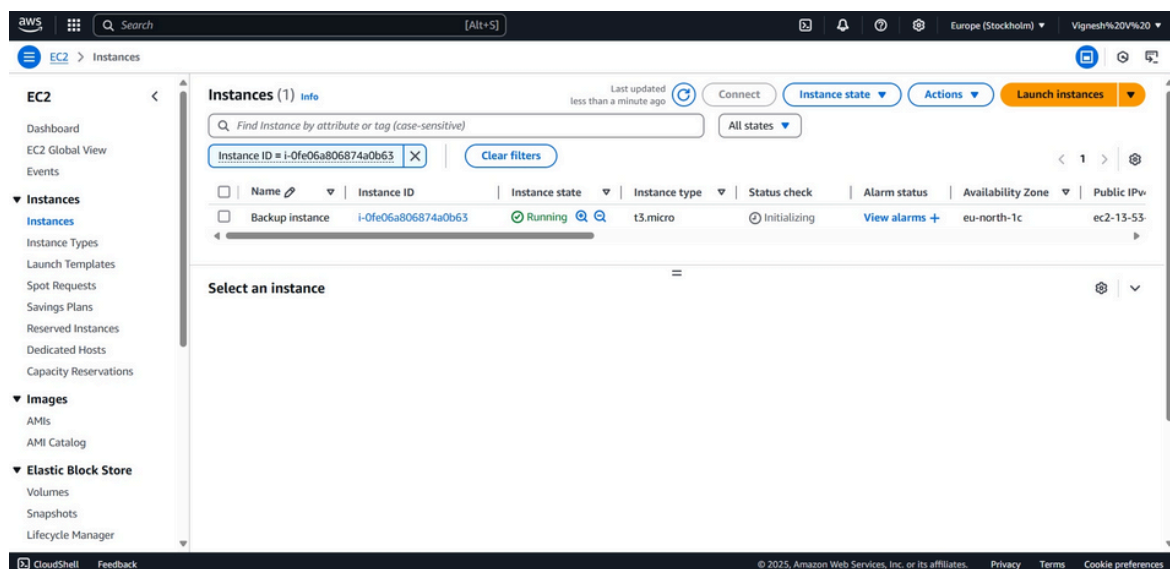 aws Search [Alt+S] Europe (Stockholm) Vignesh%20V%20
EC2 > Instances
EC2
Dashboard
EC2 Global View
Events
Instances
Instances
Instance Types
Launch Templates
Spot Requests
Savings Plans
Reserved Instances
Dedicated Hosts
Capacity Reservations
Images
AMIs
AMI Catalog
Elastic Block Store
Volumes
Snapshots
Lifecycle Manager
Instances (1) Info
Last updated
less than a minute ago
Connect Instance state Actions Launch instances
Find Instance by attribute or tag (case-sensitive) All states
Instance ID = i-0fe06a806874a0b63 Clear filters
1
Name Instance ID Instance state Instance type Status check Alarm status Availability Zone Public IPv
Backup instance i-0fe06a806874a0b63 Running t3.micro Initializing View alarms + eu-north-1c ec2-13-53-
Select an instance
CloudShell Feedback © 2025, Amazon Web Services, Inc. or its affiliates. Privacy Terms Cookie preferences